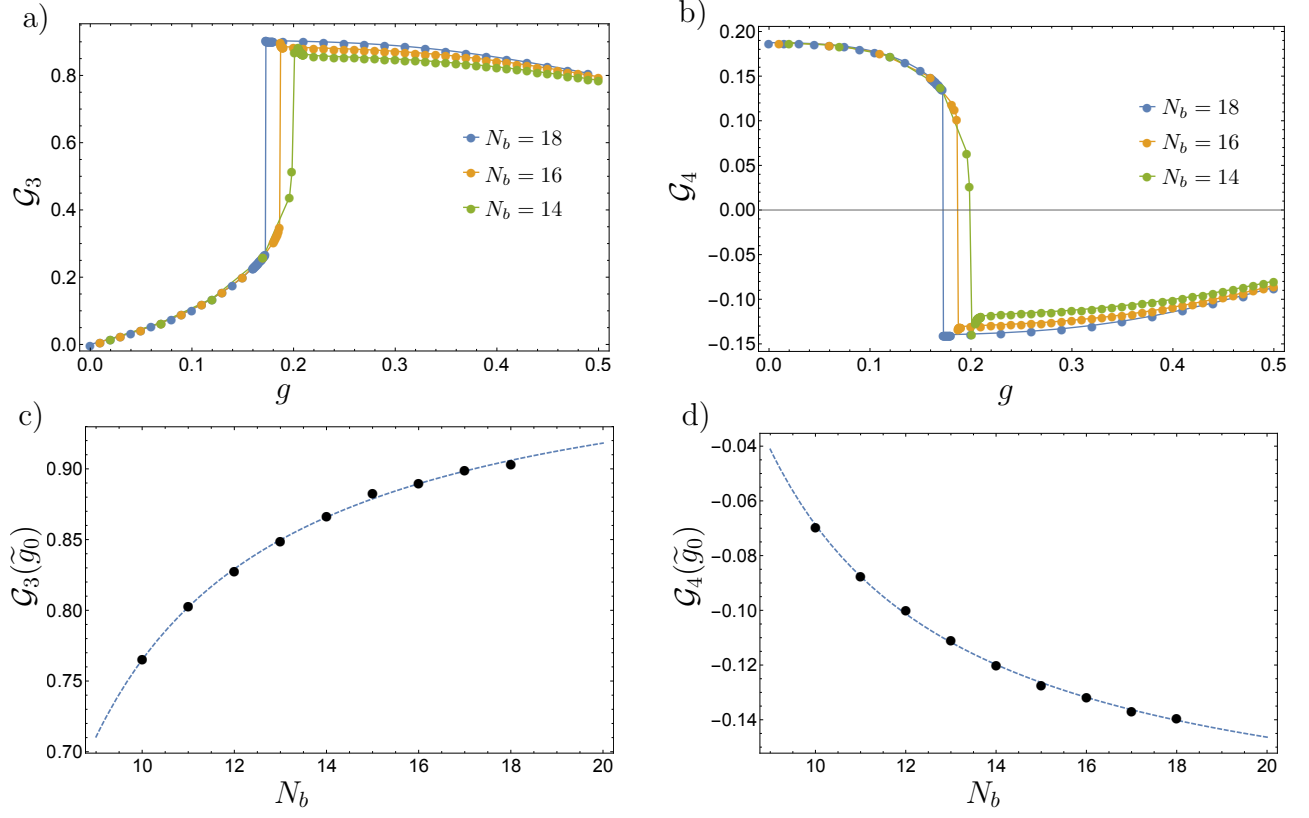 a)
𝒢₃
0.8
0.6
0.4
0.2
0.0
N_b = 18
N_b = 16
N_b = 14
0.0 0.1 0.2 0.3 0.4 0.5
g
b)
𝒢₄
0.20
0.15
0.10
0.05
0.00
−0.05
−0.10
−0.15
N_b = 18
N_b = 16
N_b = 14
0.0 0.1 0.2 0.3 0.4 0.5
g
c)
𝒢₃(g̃₀)
0.90
0.85
0.80
0.75
0.70
10 12 14 16 18 20
N_b
d)
𝒢₄(g̃₀)
−0.04
−0.06
−0.08
−0.10
−0.12
−0.14
10 12 14 16 18 20
N_b